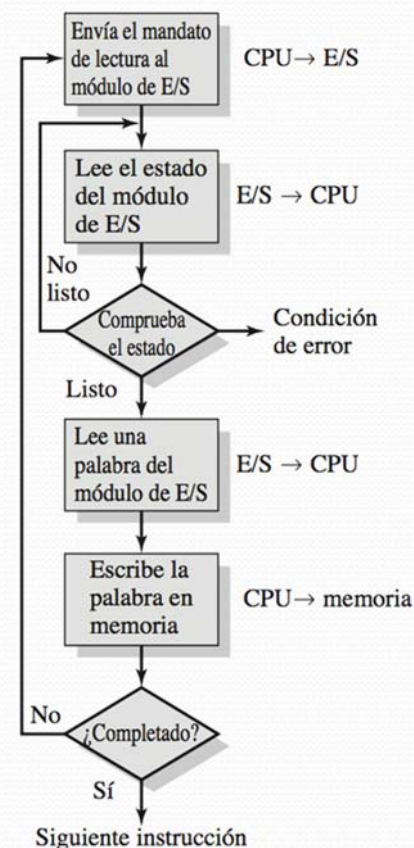 Envía el mandato
de lectura al
módulo de E/S
CPU→ E/S
Lee el estado
del módulo
de E/S
E/S → CPU
No
listo
Comprueba
el estado
Condición
de error
Listo
Lee una
palabra del
módulo de E/S
E/S → CPU
Escribe la
palabra en
memoria
CPU→ memoria
No
¿Completado?
Sí
Siguiente instrucción